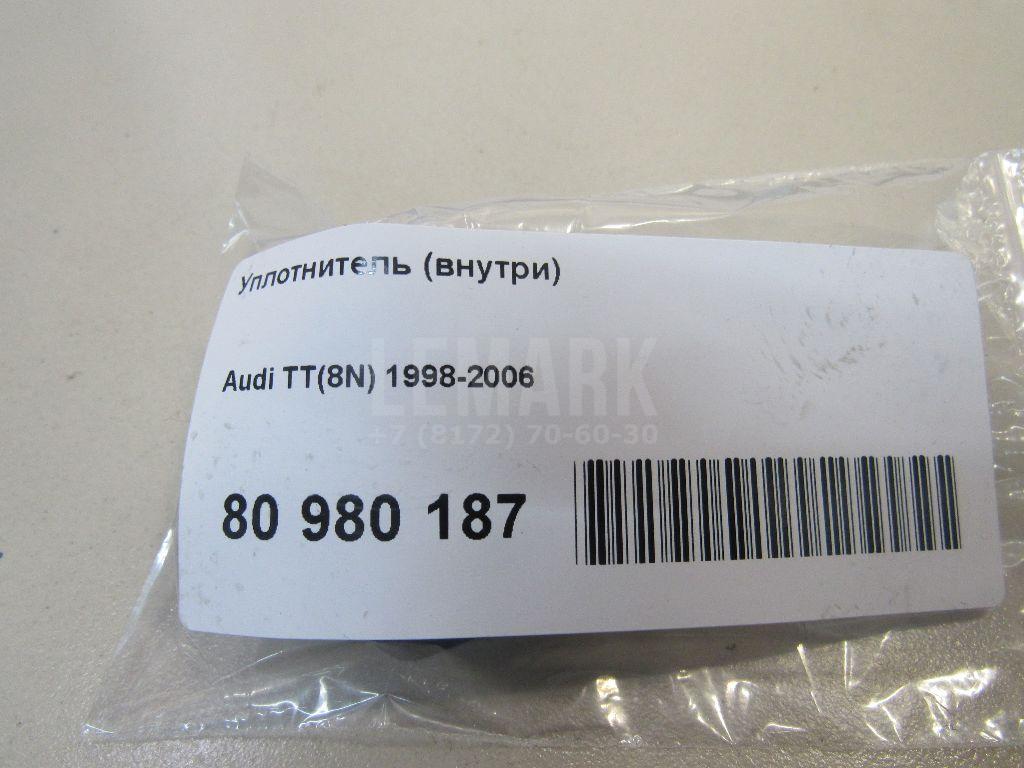 Уплотнитель (внутри)
Audi TT(8N) 1998-2006
LEMARK
+7 (8172) 70-60-30
80 980 187